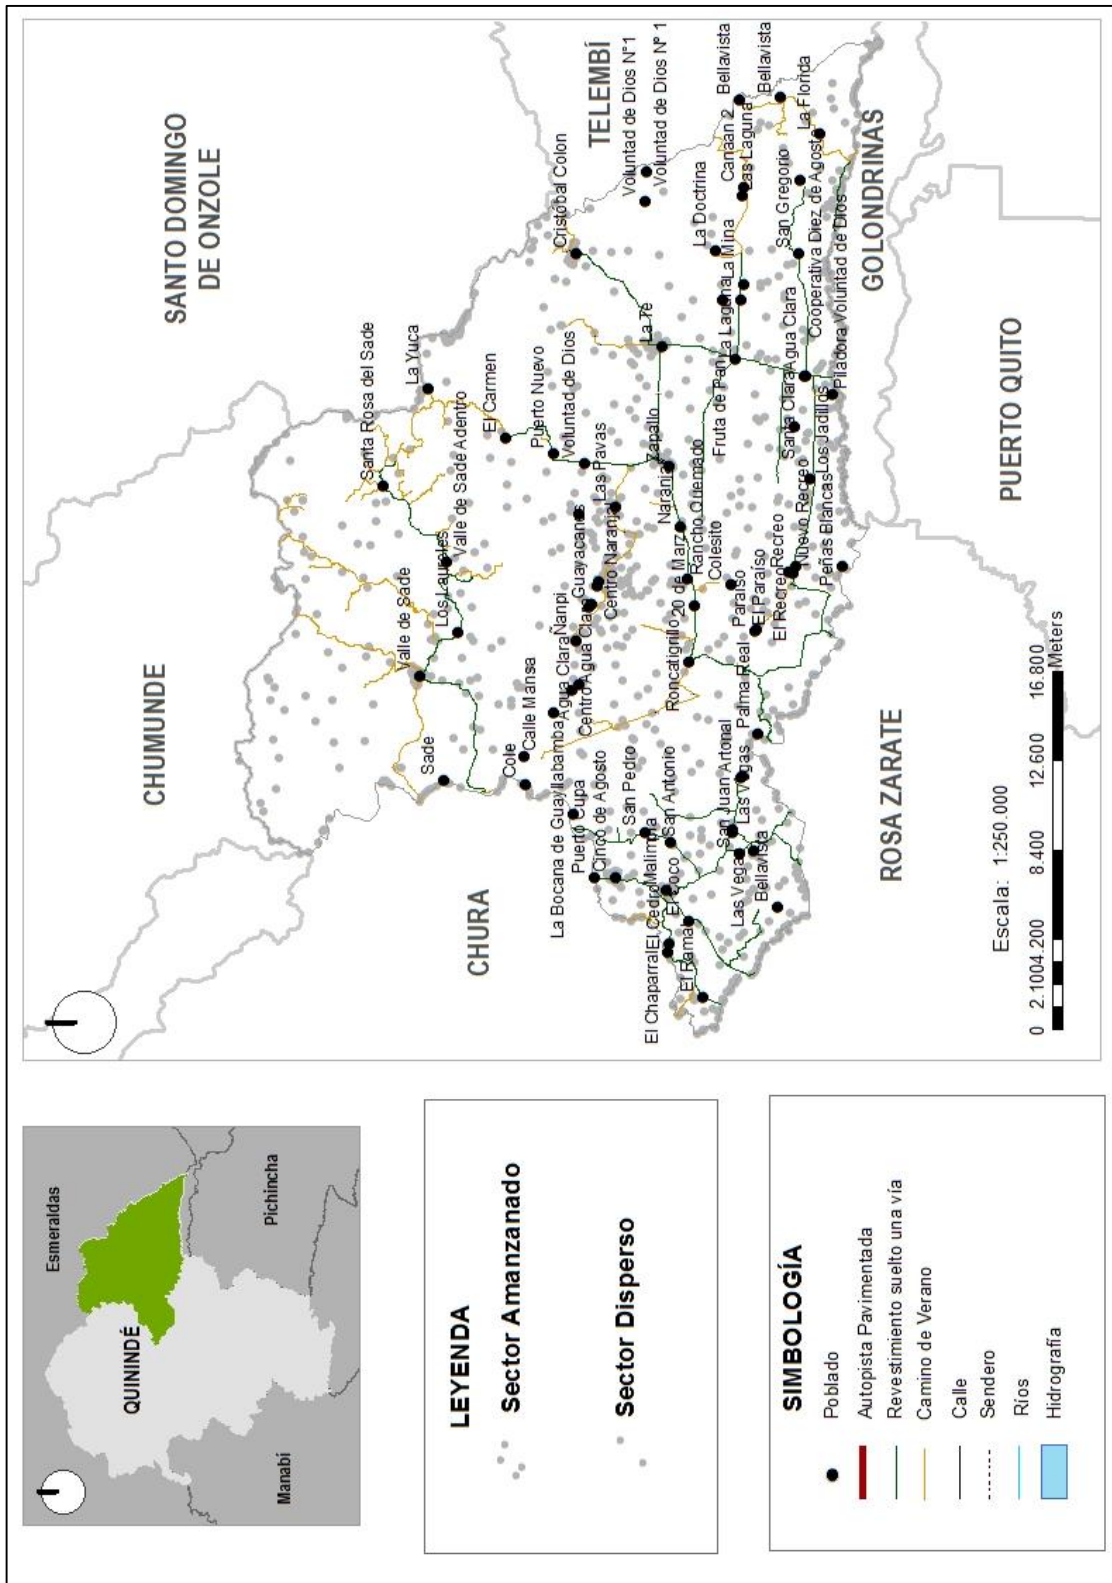 SANTO DOMINGO
DE ONZOLE
CHUMUNDE
TELEMBÍ
CHURA
GOLONDRINAS
PUERTO QUITO
ROSA ZARATE
Santa Rosa del Sade
La Yuca
Valle de Sade
Los Laureles
Valle de Sade Adentro
El Carmen
Sade
Cole
Calle Mansa
Puerto Nuevo
Voluntad de Dios
Cristóbal Colon
Voluntad de Dios N°1
Voluntad de Dios Nº 1
La Bocana de Guayllabamba
Agua Clara
Ñanpi
Centro Agua Clara
Guayacanes
Las Pavas
Centro Naranjal
Puerto Cupa
Cinco de Agosto
San Pedro
San Antonio
Malimpia
El Coco
El Cedro
El Chaparral
El Ramal
Zapallo
Naranjal
La Te
20 de Marzo
Rancho Quemado
Roncatigrillo
Colesito
La Doctrina
Canaan 2
Bellavista
Bellavista
La Laguna
La Mina
Las Laguna
Fruta de Pan
La Florida
San Gregorio
Cooperativa Diez de Agosto
Agua Clara
Santa Clara
Piladora Voluntad de Dios
Los Jadillos
Paraíso
El Paraíso
El Recreo
Recreo
Nuevo Recreo
Peñas Blancas
Palma Real
San Juan Artonal
Las Vegas
Las Vegas
Bellavista
Escala: 1:250.000
0 2.100 4.200 8.400 12.600 16.800
Meters
Esmeraldas
QUININDÉ
Pichincha
Manabí
LEYENDA
Sector Amanzanado
Sector Disperso
SIMBOLOGÍA
Poblado
Autopista Pavimentada
Revestimiento suelto una vía
Camino de Verano
Calle
Sendero
Ríos
Hidrografía